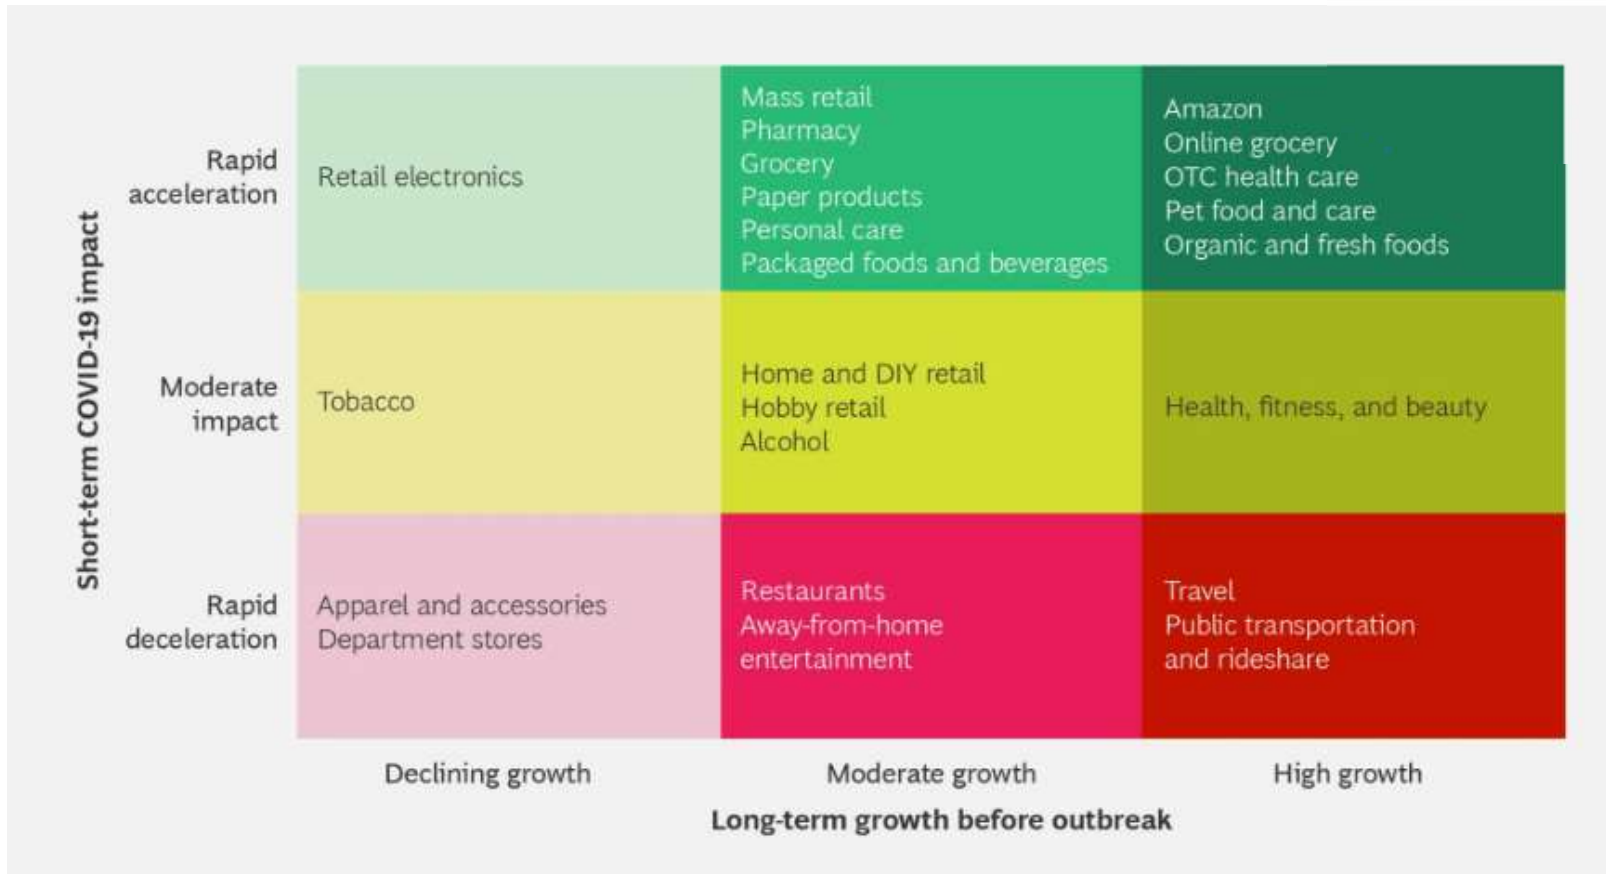 Short-term COVID-19 impact
Rapid
acceleration
Retail electronics
Mass retail
Pharmacy
Grocery
Paper products
Personal care
Packaged foods and beverages
Amazon
Online grocery
OTC health care
Pet food and care
Organic and fresh foods
Moderate
impact
Tobacco
Home and DIY retail
Hobby retail
Alcohol
Health, fitness, and beauty
Rapid
deceleration
Apparel and accessories
Department stores
Restaurants
Away-from-home
entertainment
Travel
Public transportation
and rideshare
Declining growth
Moderate growth
High growth
Long-term growth before outbreak